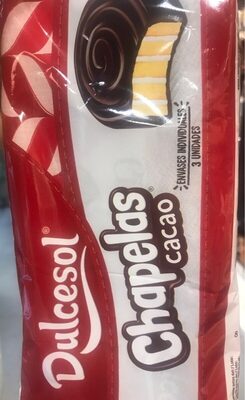 Dulcesol®
Chapelas®
cacao
ENVASES INDIVIDUALES
3 UNIDADES